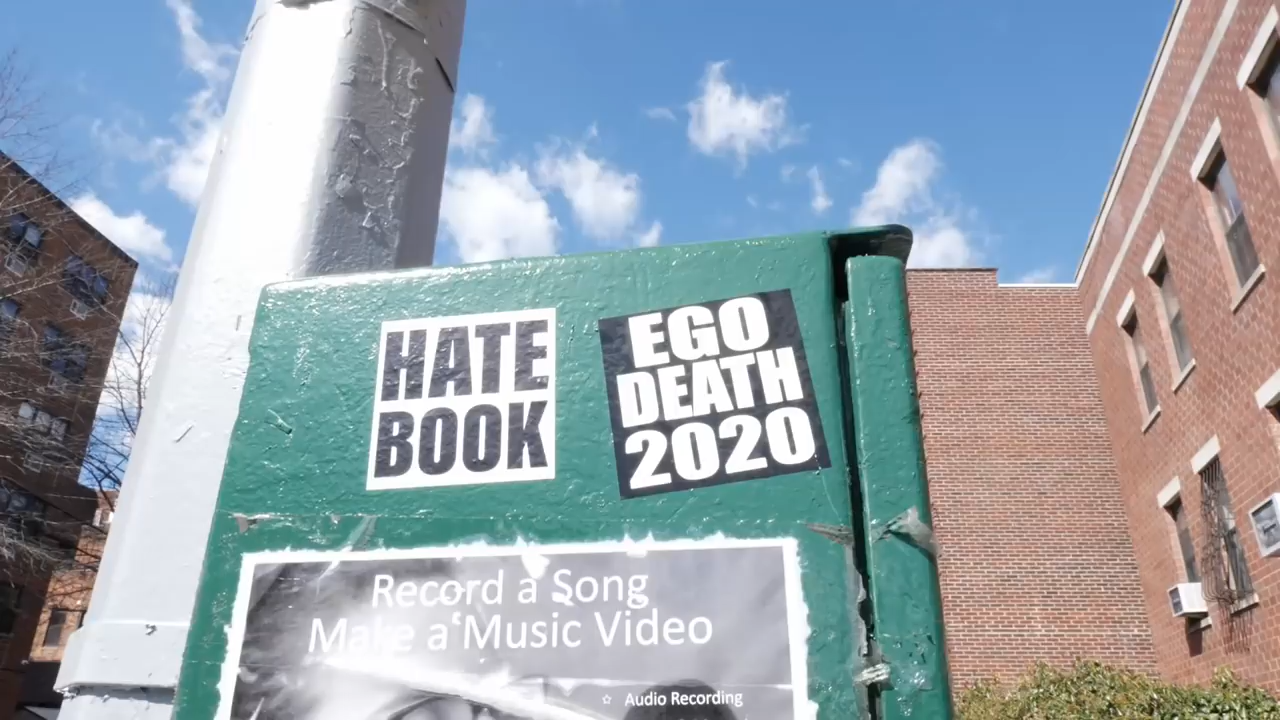 HATE
BOOK
EGO
DEATH
2020
Record a Song
Make a Music Video
☆ Audio Recording